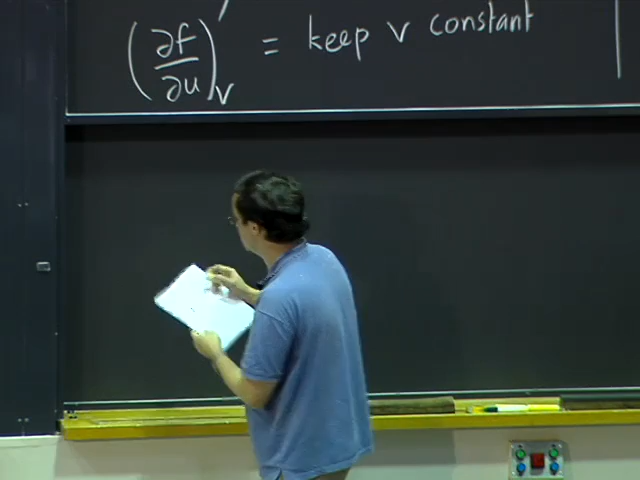 (∂f/∂u)_v = keep v constant